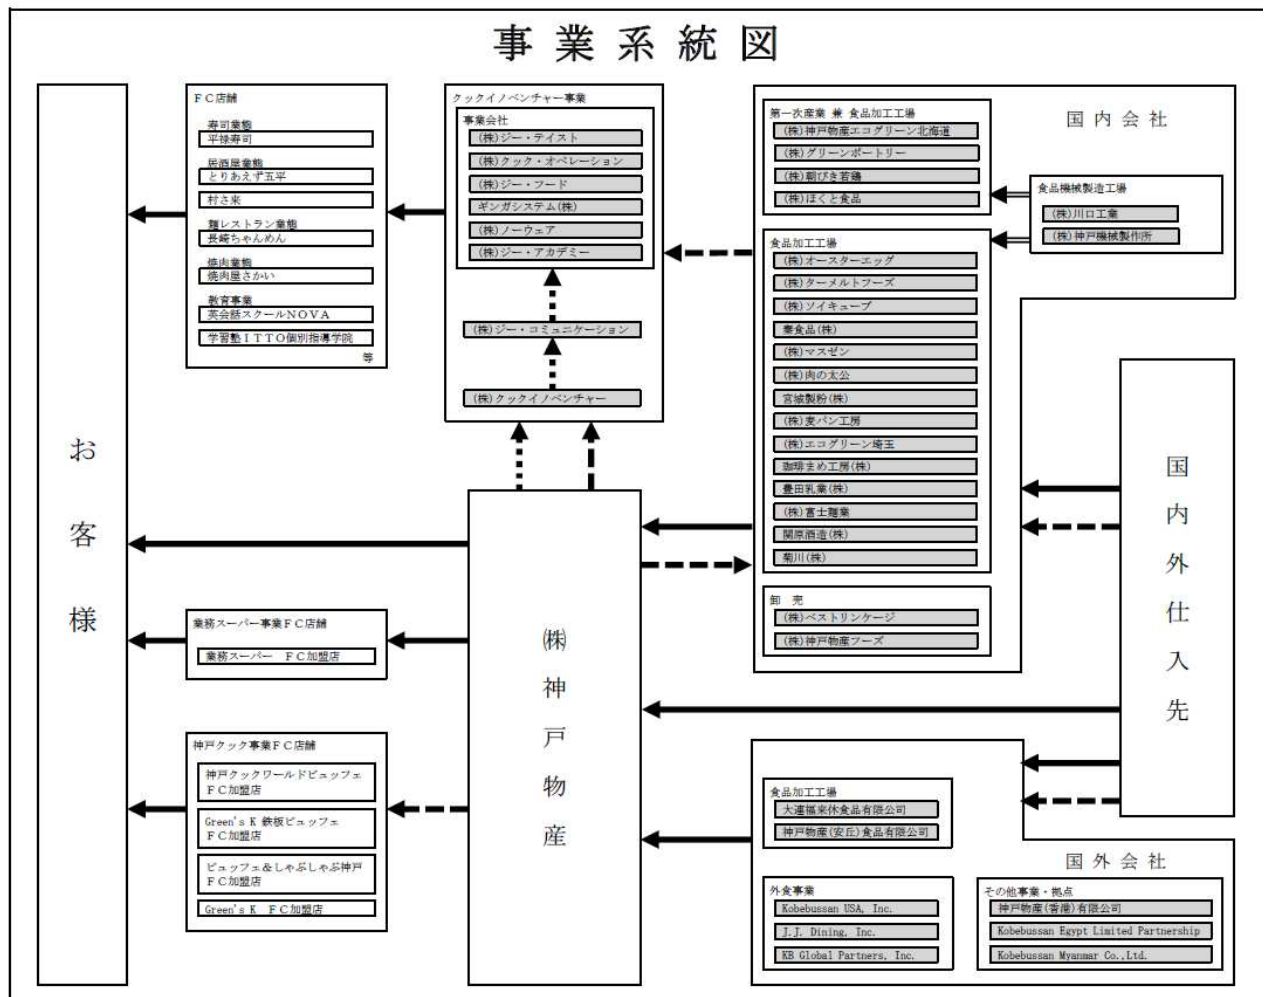 事業系統図
お客様
ＦＣ店舗
寿司業態
平禄寿司
居酒屋業態
とりあえず五平
村さ来
麺レストラン業態
長崎ちゃんめん
焼肉業態
焼肉屋さかい
教育事業
英会話スクールＮＯＶＡ
学習塾ＩＴＴＯ個別指導学院
等
業務スーパー事業ＦＣ店舗
業務スーパー ＦＣ加盟店
神戸クック事業ＦＣ店舗
神戸クックワールドビュッフェ
ＦＣ加盟店
Green's K 鉄板ビュッフェ
ＦＣ加盟店
ビュッフェ＆しゃぶしゃぶ神戸
ＦＣ加盟店
Green's K ＦＣ加盟店
クックイノベンチャー事業
事業会社
(株)ジー・テイスト
(株)クック・オペレーション
(株)ジー・フード
ギンガシステム(株)
(株)ノーウェア
(株)ジー・アカデミー
(株)ジー・コミュニケーション
(株)クックイノベンチャー
㈱神戸物産
国内会社
第一次産業 兼 食品加工工場
(株)神戸物産エコグリーン北海道
(株)グリーンポートリー
(株)朝びき若鶏
(株)ほくと食品
食品機械製造工場
(株)川口工業
(株)神戸機械製作所
食品加工工場
(株)オースターエッグ
(株)ターメルトフーズ
(株)ソイキューブ
秦食品(株)
(株)マスゼン
(株)肉の太公
宮城製粉(株)
(株)麦パン工房
(株)エコグリーン埼玉
珈琲まめ工房(株)
豊田乳業(株)
(株)富士麺業
関原酒造(株)
菊川(株)
卸 売
(株)ベストリンケージ
(株)神戸物産フーズ
国内外仕入先
国外会社
食品加工工場
大連福来休食品有限公司
神戸物産(安丘)食品有限公司
外食事業
Kobebussan USA, Inc.
J.J. Dining, Inc.
KB Global Partners, Inc.
その他事業・拠点
神戸物産(香港)有限公司
Kobebussan Egypt Limited Partnership
Kobebussan Myanmar Co.,Ltd.